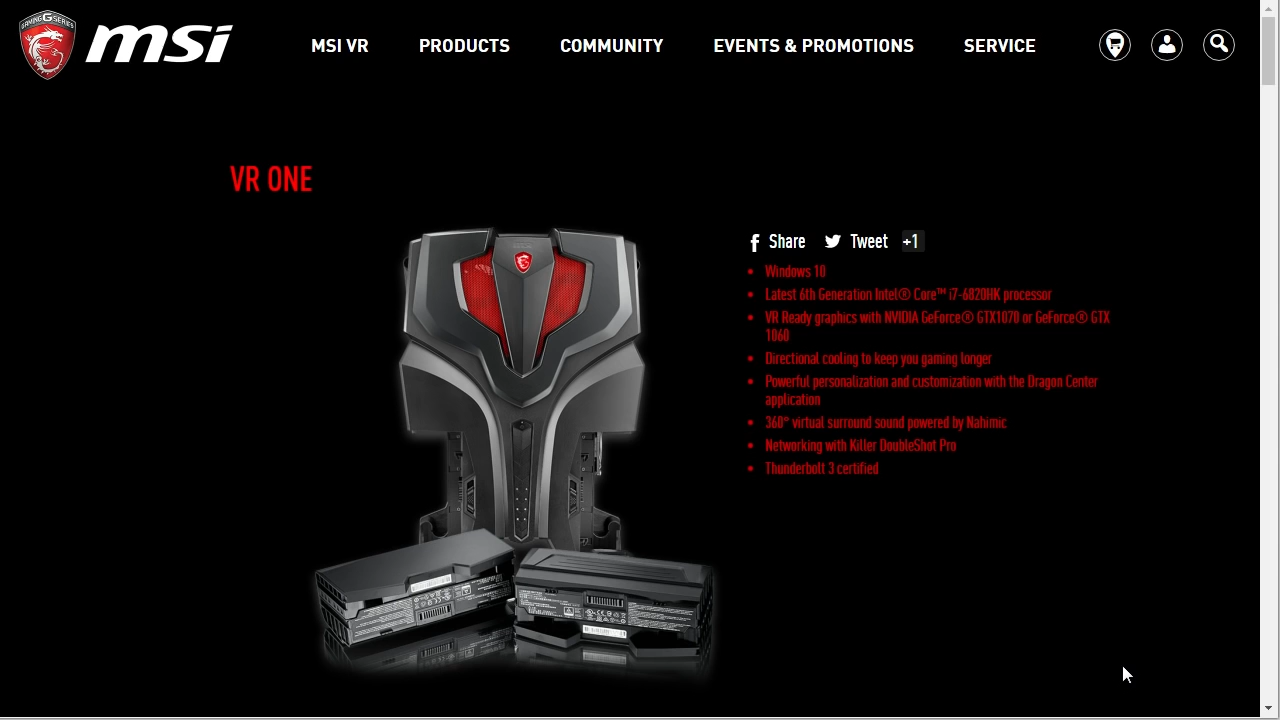 GAMING G SERIES
msi
MSI VR PRODUCTS COMMUNITY EVENTS & PROMOTIONS SERVICE
VR ONE
Share Tweet +1
Windows 10
Latest 6th Generation Intel® Core™ i7-6820HK processor
VR Ready graphics with NVIDIA GeForce® GTX1070 or GeForce® GTX
1060
Directional cooling to keep you gaming longer
Powerful personalization and customization with the Dragon Center
application
360° virtual surround sound powered by Nahimic
Networking with Killer DoubleShot Pro
Thunderbolt 3 certified